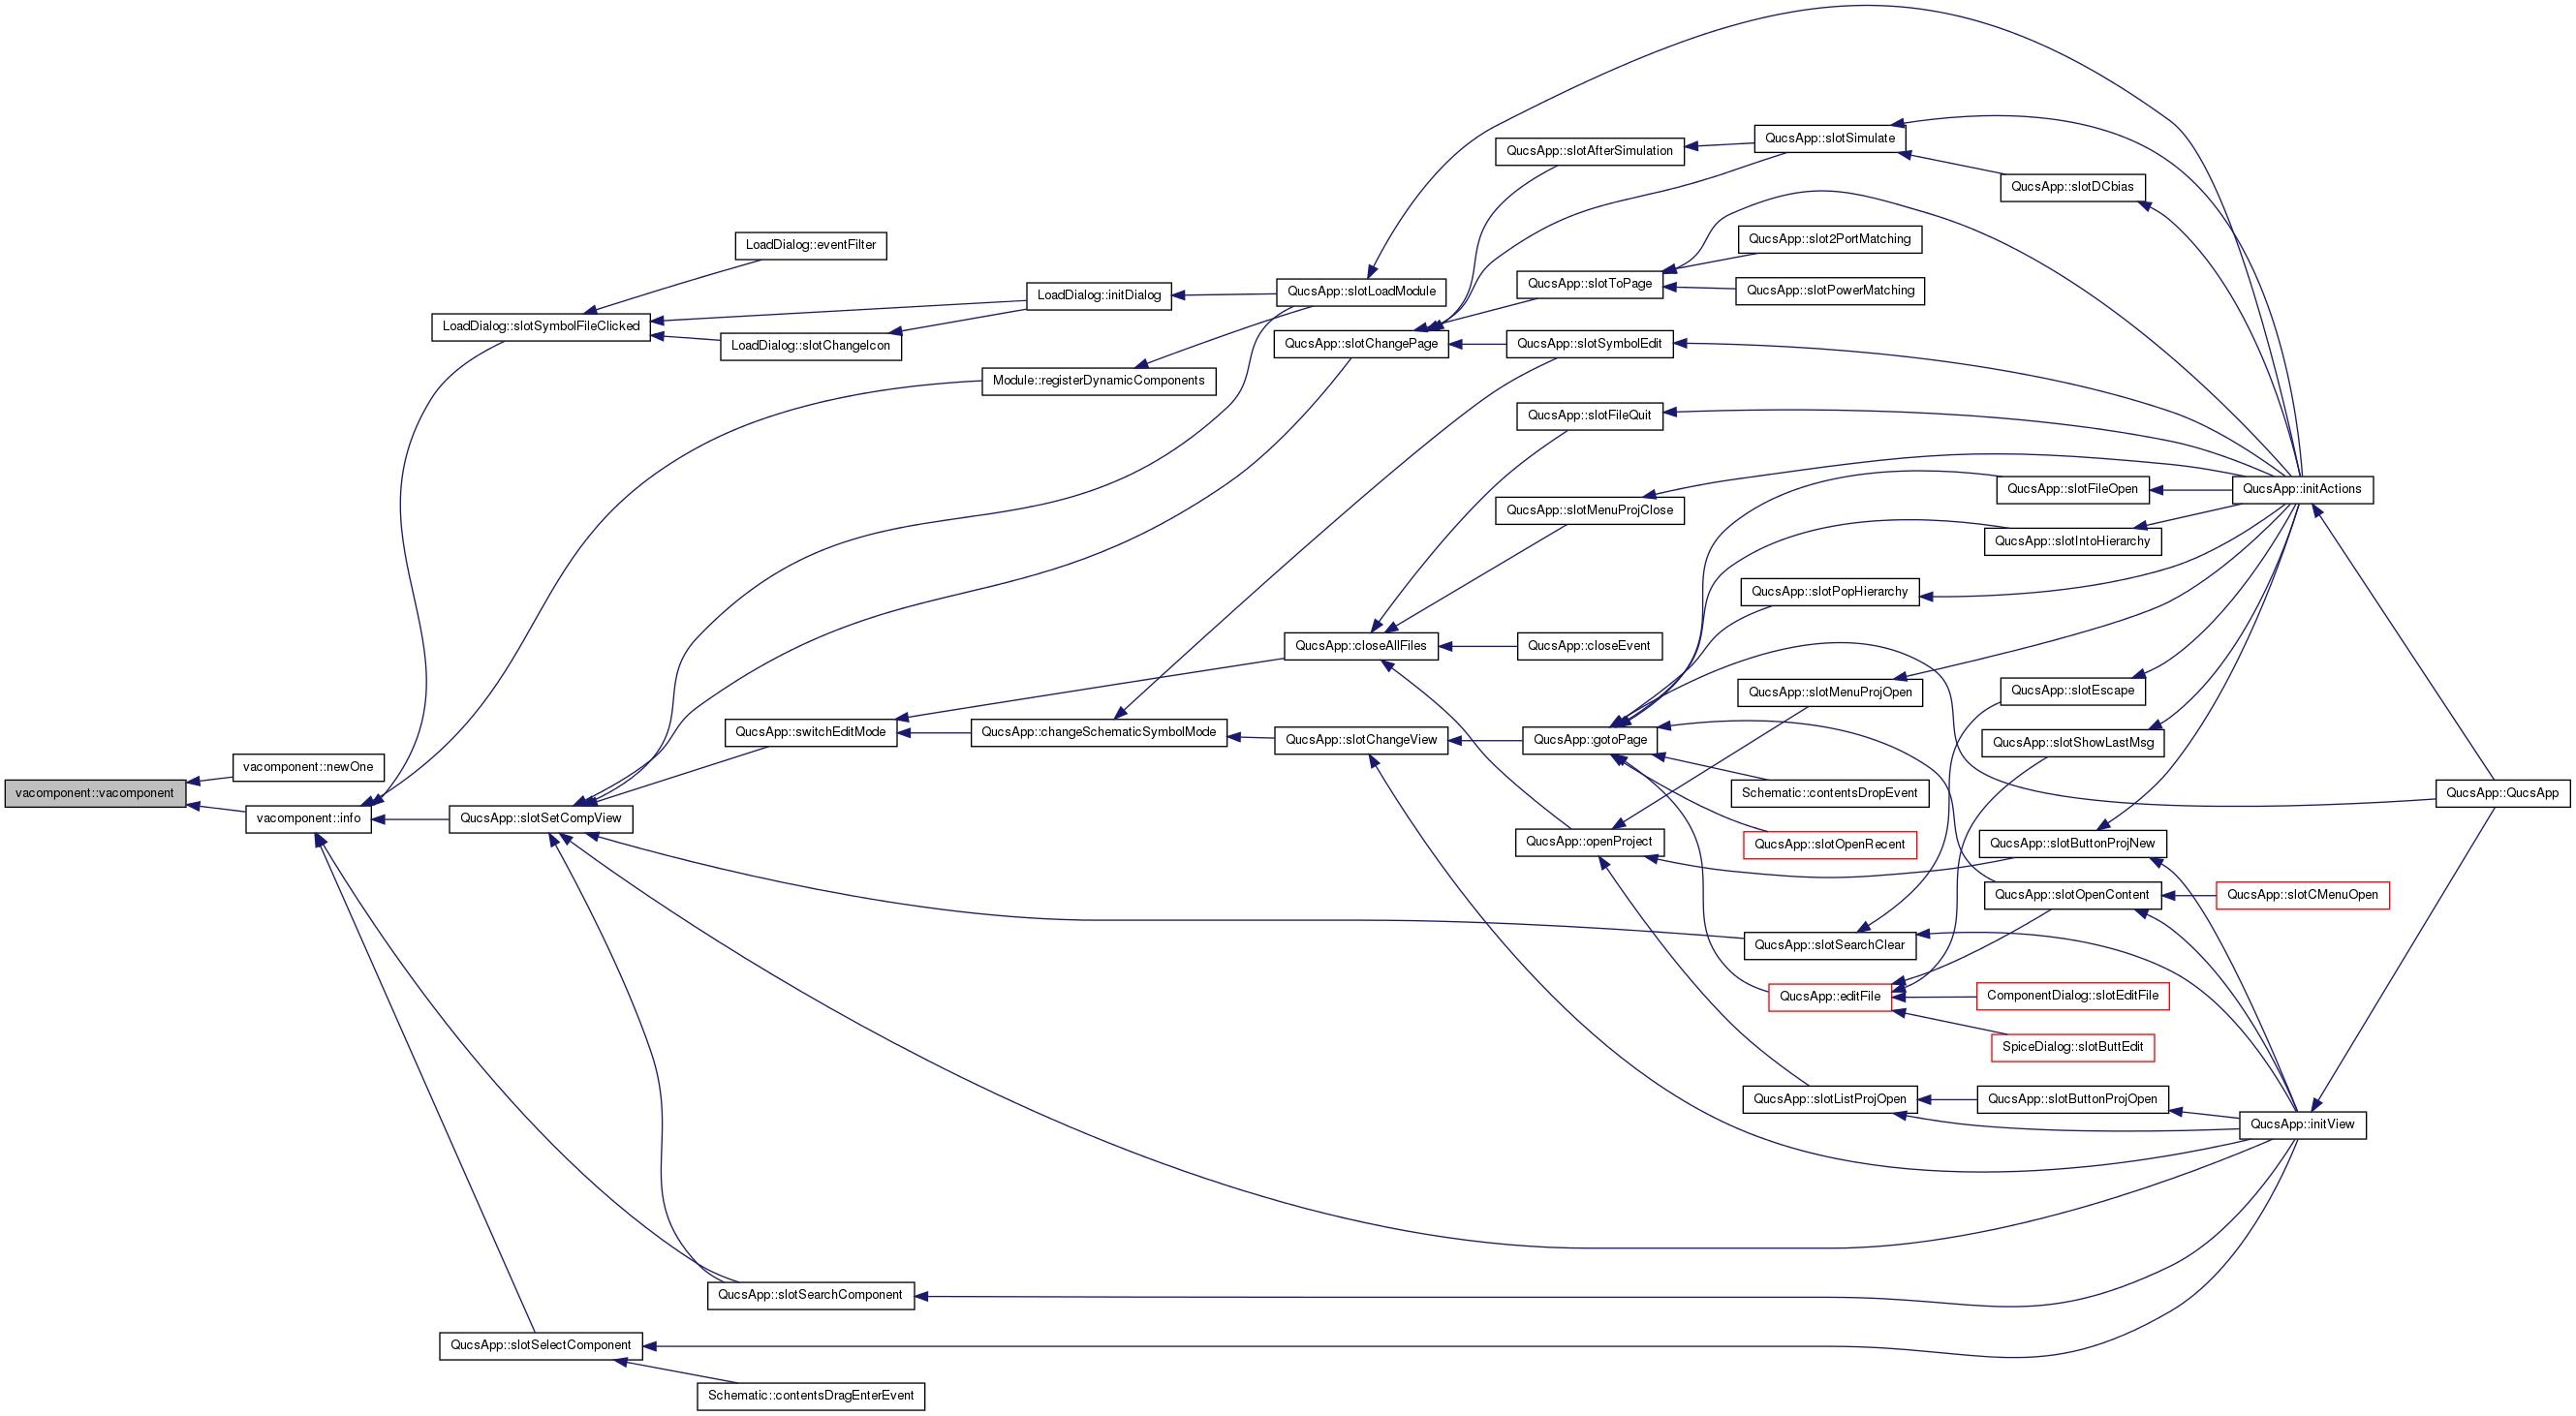 vacomponent::vacomponent
vacomponent::newOne
vacomponent::info
LoadDialog::slotSymbolFileClicked
QucsApp::slotSetCompView
QucsApp::slotSelectComponent
LoadDialog::eventFilter
LoadDialog::slotChangeIcon
QucsApp::switchEditMode
QucsApp::slotSearchComponent
Schematic::contentsDragEnterEvent
LoadDialog::initDialog
Module::registerDynamicComponents
QucsApp::changeSchematicSymbolMode
QucsApp::slotSearchClear
QucsApp::slotLoadModule
QucsApp::slotChangePage
QucsApp::closeAllFiles
QucsApp::slotChangeView
QucsApp::slotAfterSimulation
QucsApp::slotToPage
QucsApp::slotSymbolEdit
QucsApp::slotFileQuit
QucsApp::slotMenuProjClose
QucsApp::closeEvent
QucsApp::gotoPage
QucsApp::openProject
QucsApp::slotSimulate
QucsApp::slot2PortMatching
QucsApp::slotPowerMatching
QucsApp::slotPopHierarchy
QucsApp::slotMenuProjOpen
Schematic::contentsDropEvent
QucsApp::slotOpenRecent
QucsApp::editFile
QucsApp::slotListProjOpen
QucsApp::slotDCbias
QucsApp::slotFileOpen
QucsApp::slotIntoHierarchy
QucsApp::slotEscape
QucsApp::slotShowLastMsg
QucsApp::slotButtonProjNew
QucsApp::slotOpenContent
ComponentDialog::slotEditFile
SpiceDialog::slotButtEdit
QucsApp::slotButtonProjOpen
QucsApp::initActions
QucsApp::slotCMenuOpen
QucsApp::initView
QucsApp::QucsApp